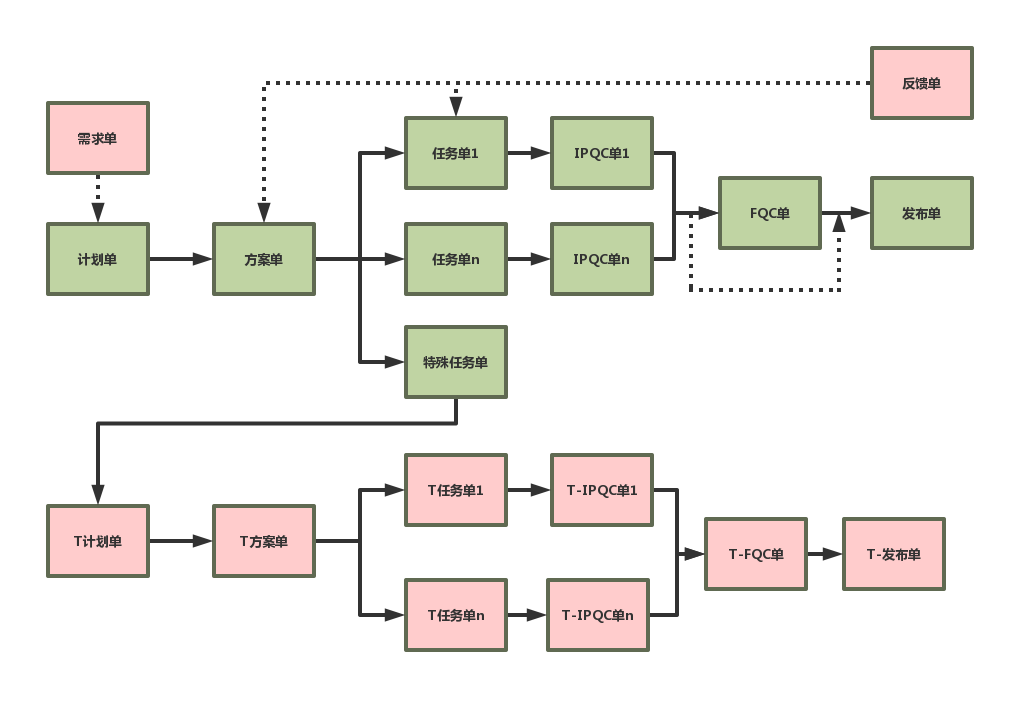 反馈单
需求单
任务单1
IPQC单1
FQC单
发布单
计划单
方案单
任务单n
IPQC单n
特殊任务单
T任务单1
T-IPQC单1
T计划单
T方案单
T-FQC单
T-发布单
T任务单n
T-IPQC单n